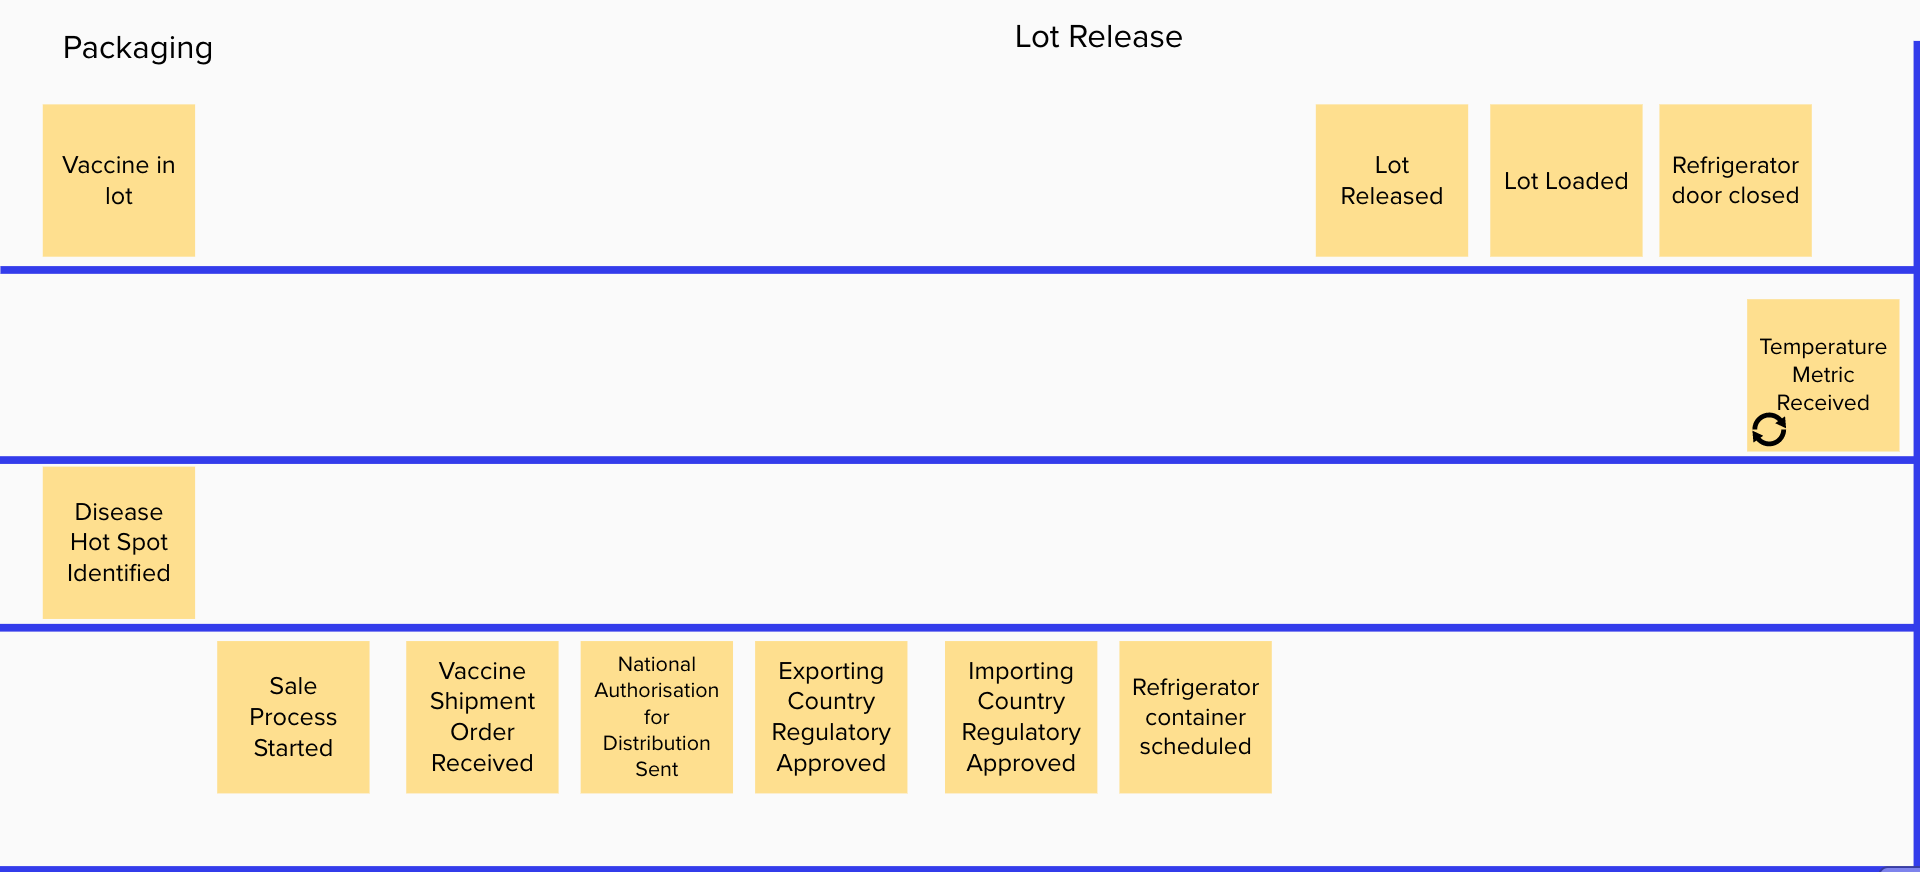 Packaging
Lot Release
Vaccine in
lot
Lot
Released
Lot Loaded
Refrigerator
door closed
Temperature
Metric
Received
Disease
Hot Spot
Identified
Sale
Process
Started
Vaccine
Shipment
Order
Received
National
Authorisation
for
Distribution
Sent
Exporting
Country
Regulatory
Approved
Importing
Country
Regulatory
Approved
Refrigerator
container
scheduled